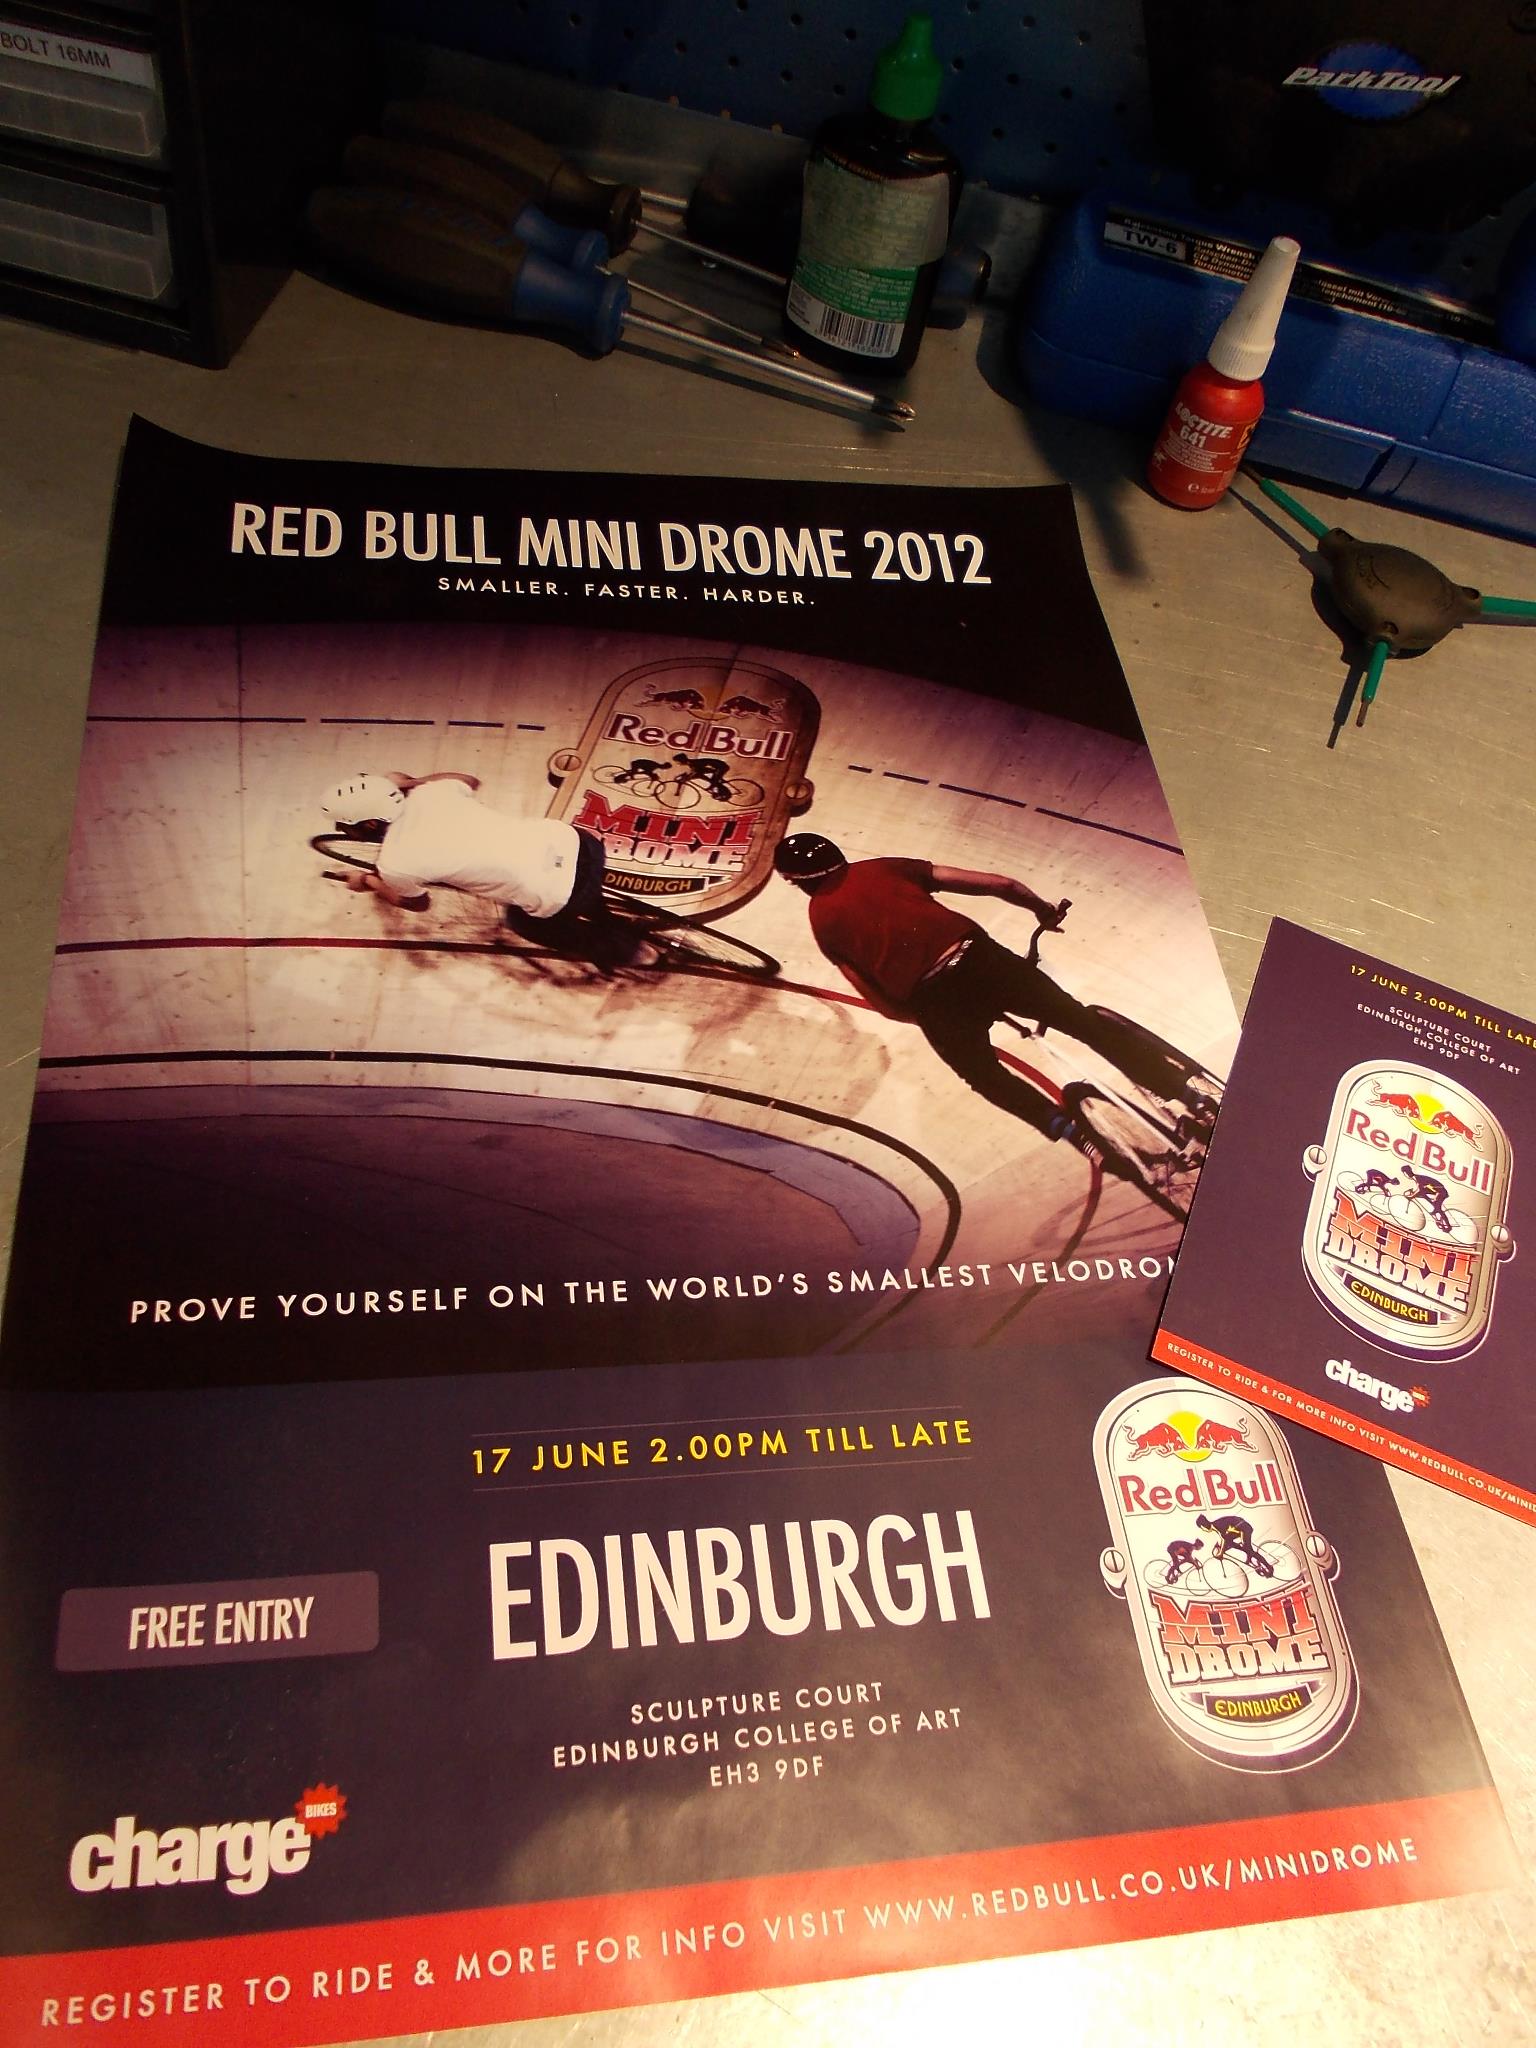 BOLT 16MM
ParkTool
TW-6
LOCTITE
641
RED BULL MINI DROME 2012
SMALLER. FASTER. HARDER.
Red Bull
MINI
DROME
DINBURGH
PROVE YOURSELF ON THE WORLD'S SMALLEST VELODROM
17 JUNE 2.00PM TILL LATE
EDINBURGH
FREE ENTRY
SCULPTURE COURT
EDINBURGH COLLEGE OF ART
EH3 9DF
charge BIKES
Red Bull
MINI
DROME
EDINBURGH
REGISTER TO RIDE & MORE FOR INFO VISIT WWW.REDBULL.CO.UK/MINIDROME
17 JUNE 2.00PM TILL LATE
SCULPTURE COURT
EDINBURGH COLLEGE OF ART
EH3 9DF
Red Bull
MINI
DROME
EDINBURGH
charge
REGISTER TO RIDE & FOR MORE INFO VISIT WWW.REDBULL.CO.UK/MINID